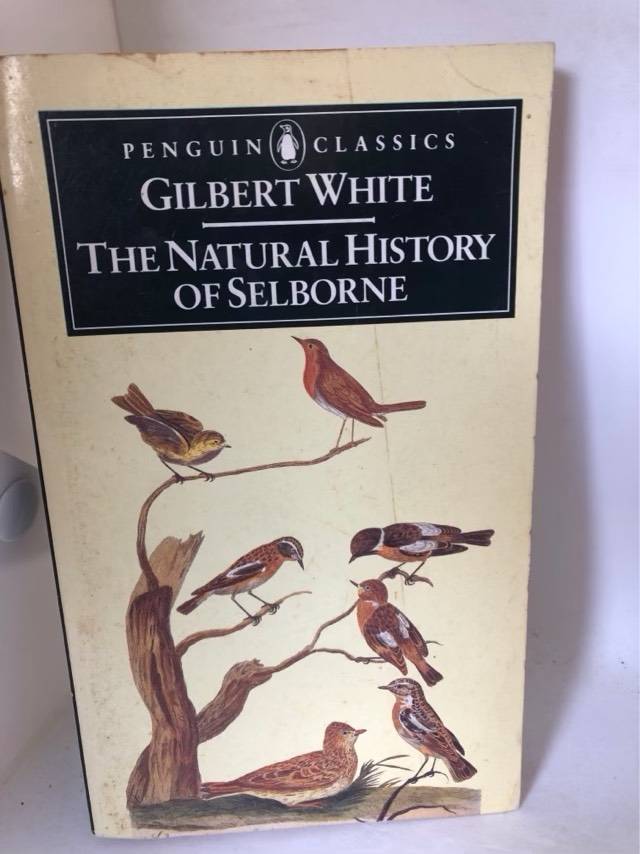 PENGUIN CLASSICS
GILBERT WHITE
THE NATURAL HISTORY
OF SELBORNE